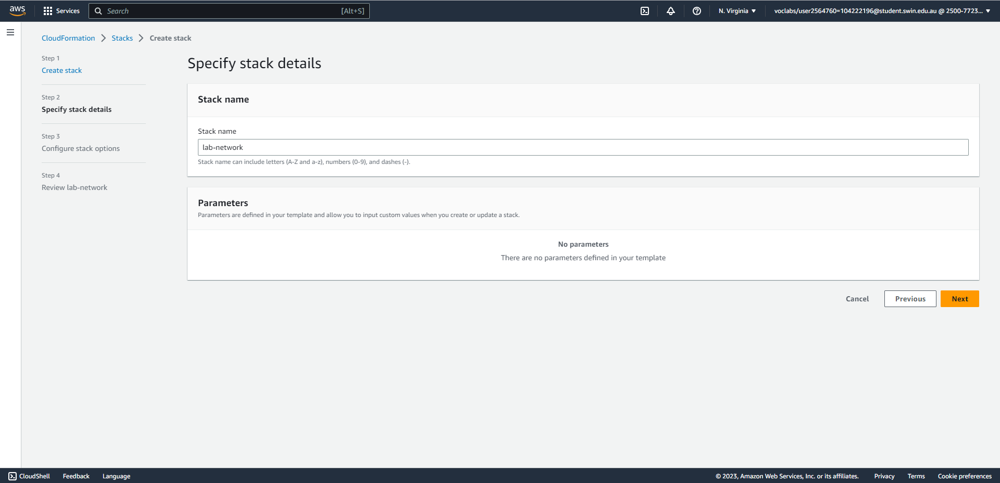 aws
Services
Search
[Alt+S]
N. Virginia
voclabs/user2564760=104222196@student.swin.edu.au @ 2500-7723...
CloudFormation
Stacks
Create stack
Step 1
Create stack
Step 2
Specify stack details
Step 3
Configure stack options
Step 4
Review lab-network
Specify stack details
Stack name
Stack name
lab-network
Stack name can include letters (A-Z and a-z), numbers (0-9), and dashes (-).
Parameters
Parameters are defined in your template and allow you to input custom values when you create or update a stack.
No parameters
There are no parameters defined in your template
Cancel
Previous
Next
CloudShell
Feedback
Language
© 2023, Amazon Web Services, Inc. or its affiliates.
Privacy
Terms
Cookie preferences